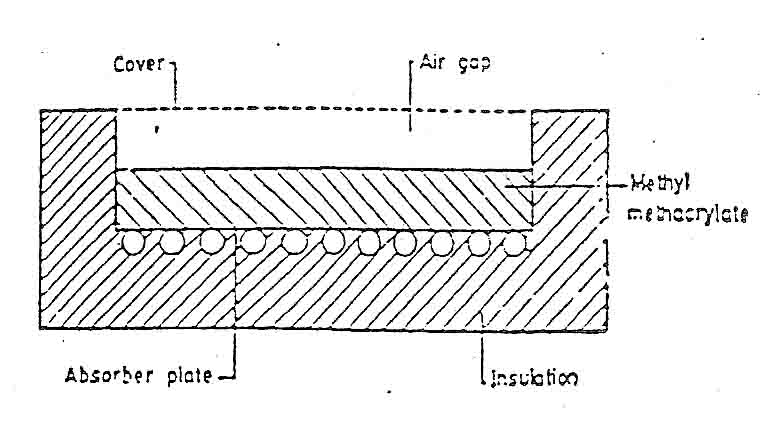 Cover
Air gap
Methyl
methacrylate
Absorber plate
Insulation